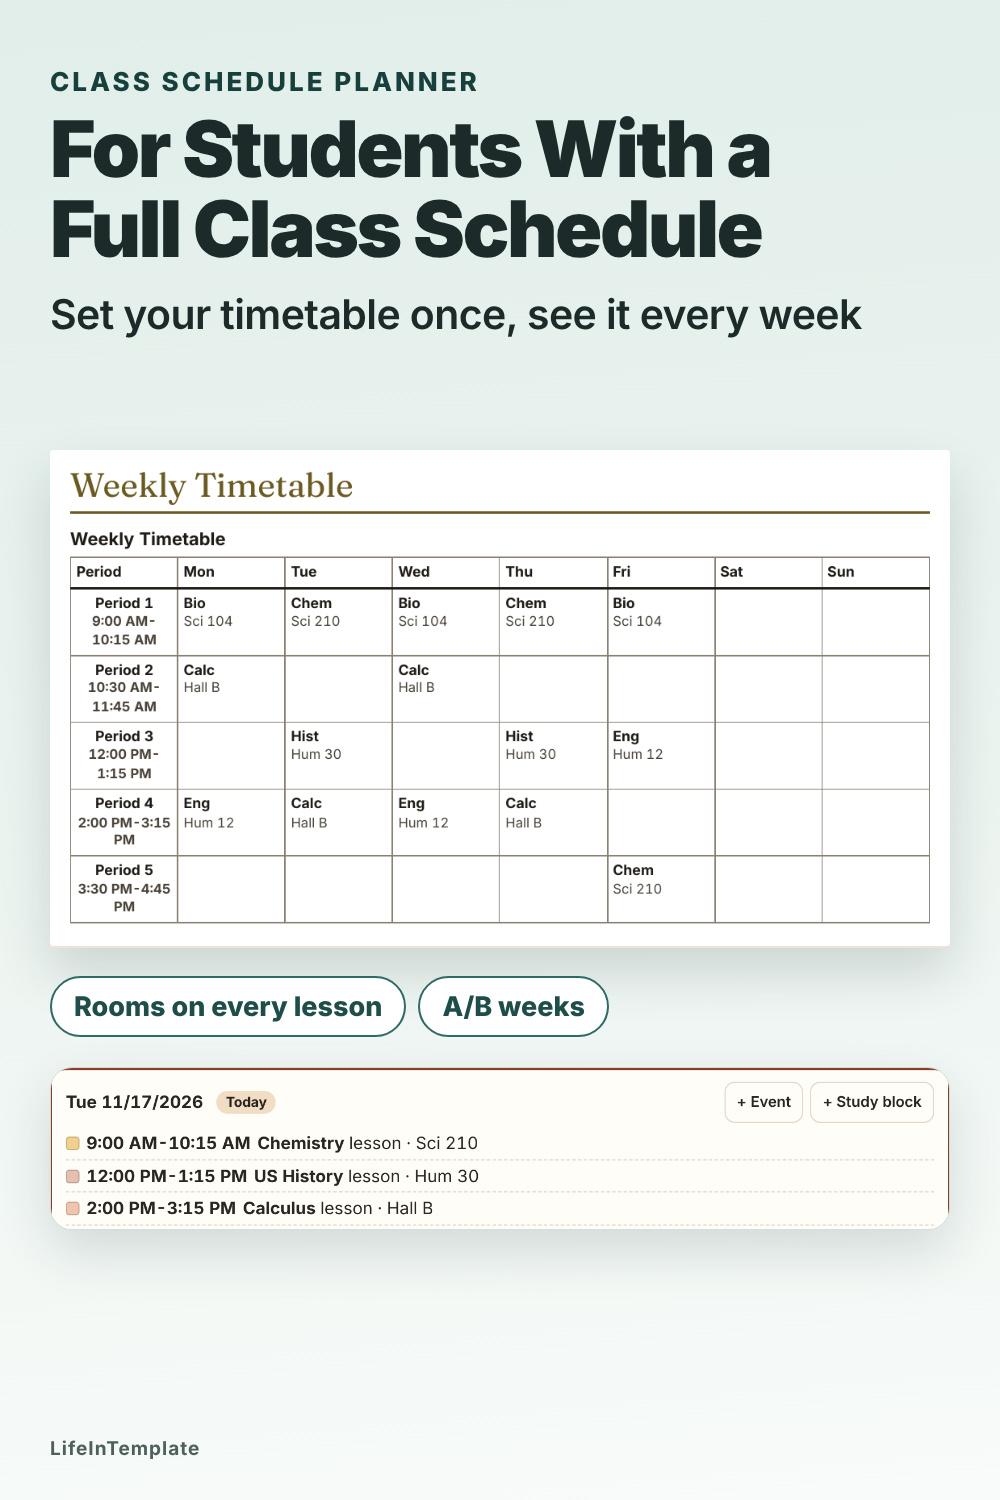 CLASS SCHEDULE PLANNER
For Students With a
Full Class Schedule
Set your timetable once, see it every week
Weekly Timetable
Weekly Timetable
Period Mon Tue Wed Thu Fri Sat Sun
Period 1 Bio Chem Bio Chem Bio
9:00 AM- Sci 104 Sci 210 Sci 104 Sci 210 Sci 104
10:15 AM
Period 2 Calc Calc
10:30 AM- Hall B Hall B
11:45 AM
Period 3 Hist Hist Eng
12:00 PM- Hum 30 Hum 30 Hum 12
1:15 PM
Period 4 Eng Calc Eng Calc
2:00 PM-3:15 Hum 12 Hall B Hum 12 Hall B
PM
Period 5 Chem
3:30 PM-4:45 Sci 210
PM
Rooms on every lesson A/B weeks
Tue 11/17/2026 Today + Event + Study block
9:00 AM-10:15 AM Chemistry lesson · Sci 210
12:00 PM-1:15 PM US History lesson · Hum 30
2:00 PM-3:15 PM Calculus lesson · Hall B
LifeInTemplate